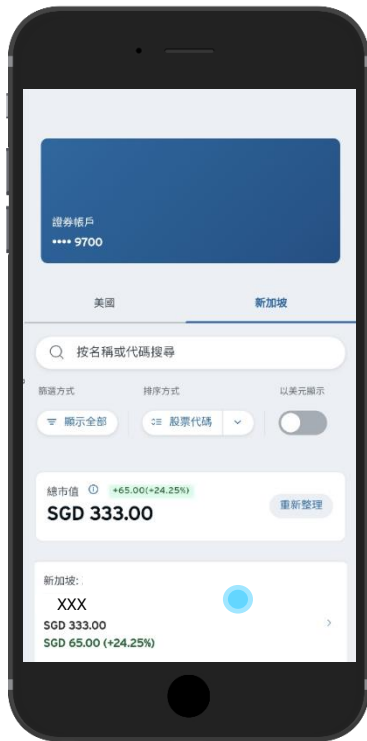 證券帳戶
•••• 9700
美國 新加坡
按名稱或代碼搜尋
篩選方式 排序方式 以美元顯示
顯示全部 股票代碼
總市值 +65.00(+24.25%)
SGD 333.00 重新整理
新加坡:
XXX
SGD 333.00
SGD 65.00 (+24.25%)